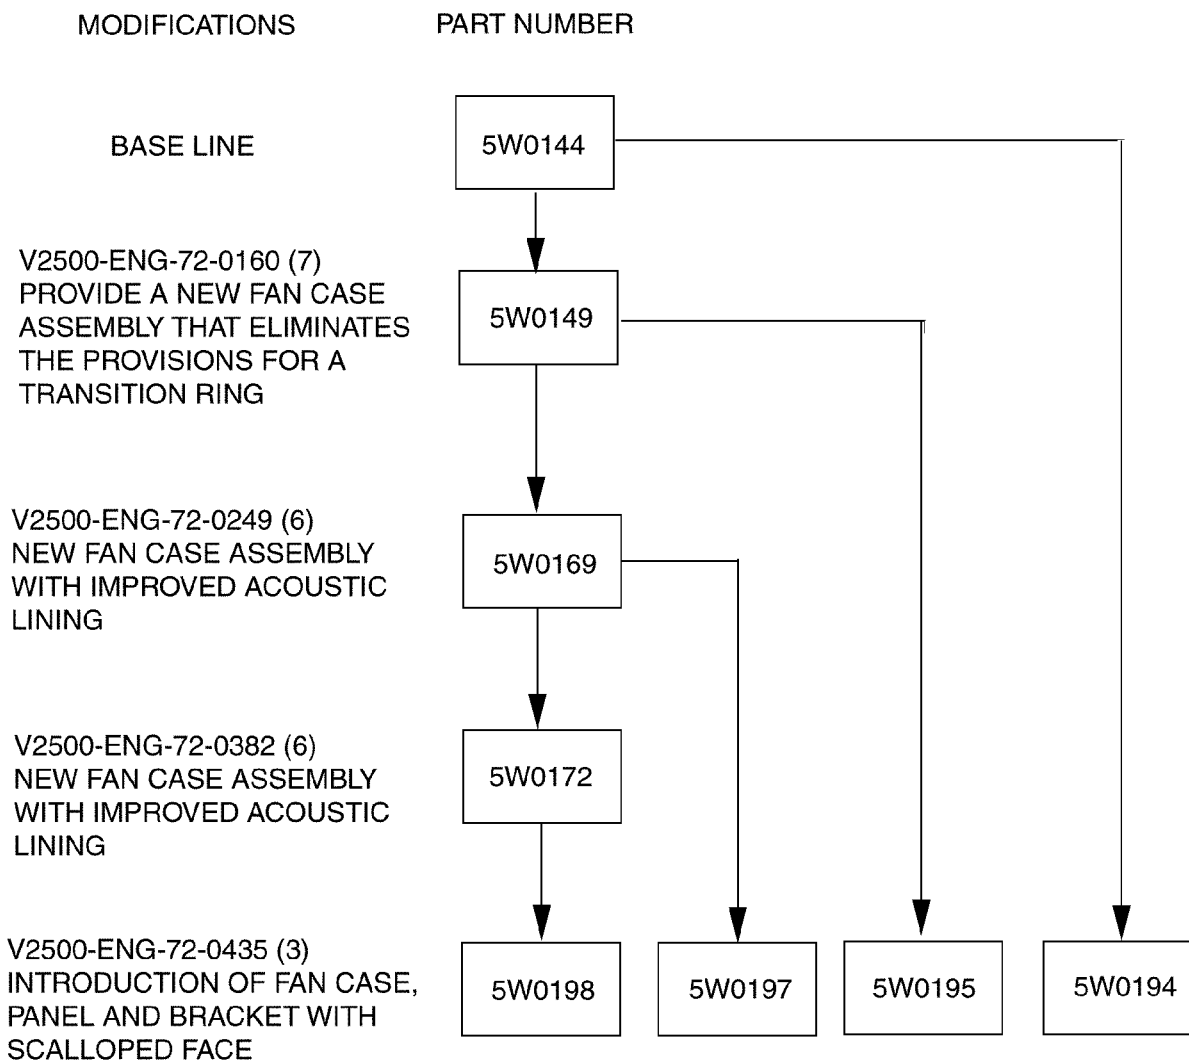 MODIFICATIONS PART NUMBER
BASE LINE
5W0144
V2500-ENG-72-0160 (7)
PROVIDE A NEW FAN CASE
ASSEMBLY THAT ELIMINATES
THE PROVISIONS FOR A
TRANSITION RING
5W0149
V2500-ENG-72-0249 (6)
NEW FAN CASE ASSEMBLY
WITH IMPROVED ACOUSTIC
LINING
5W0169
V2500-ENG-72-0382 (6)
NEW FAN CASE ASSEMBLY
WITH IMPROVED ACOUSTIC
LINING
5W0172
V2500-ENG-72-0435 (3)
INTRODUCTION OF FAN CASE,
PANEL AND BRACKET WITH
SCALLOPED FACE
5W0198 5W0197 5W0195 5W0194